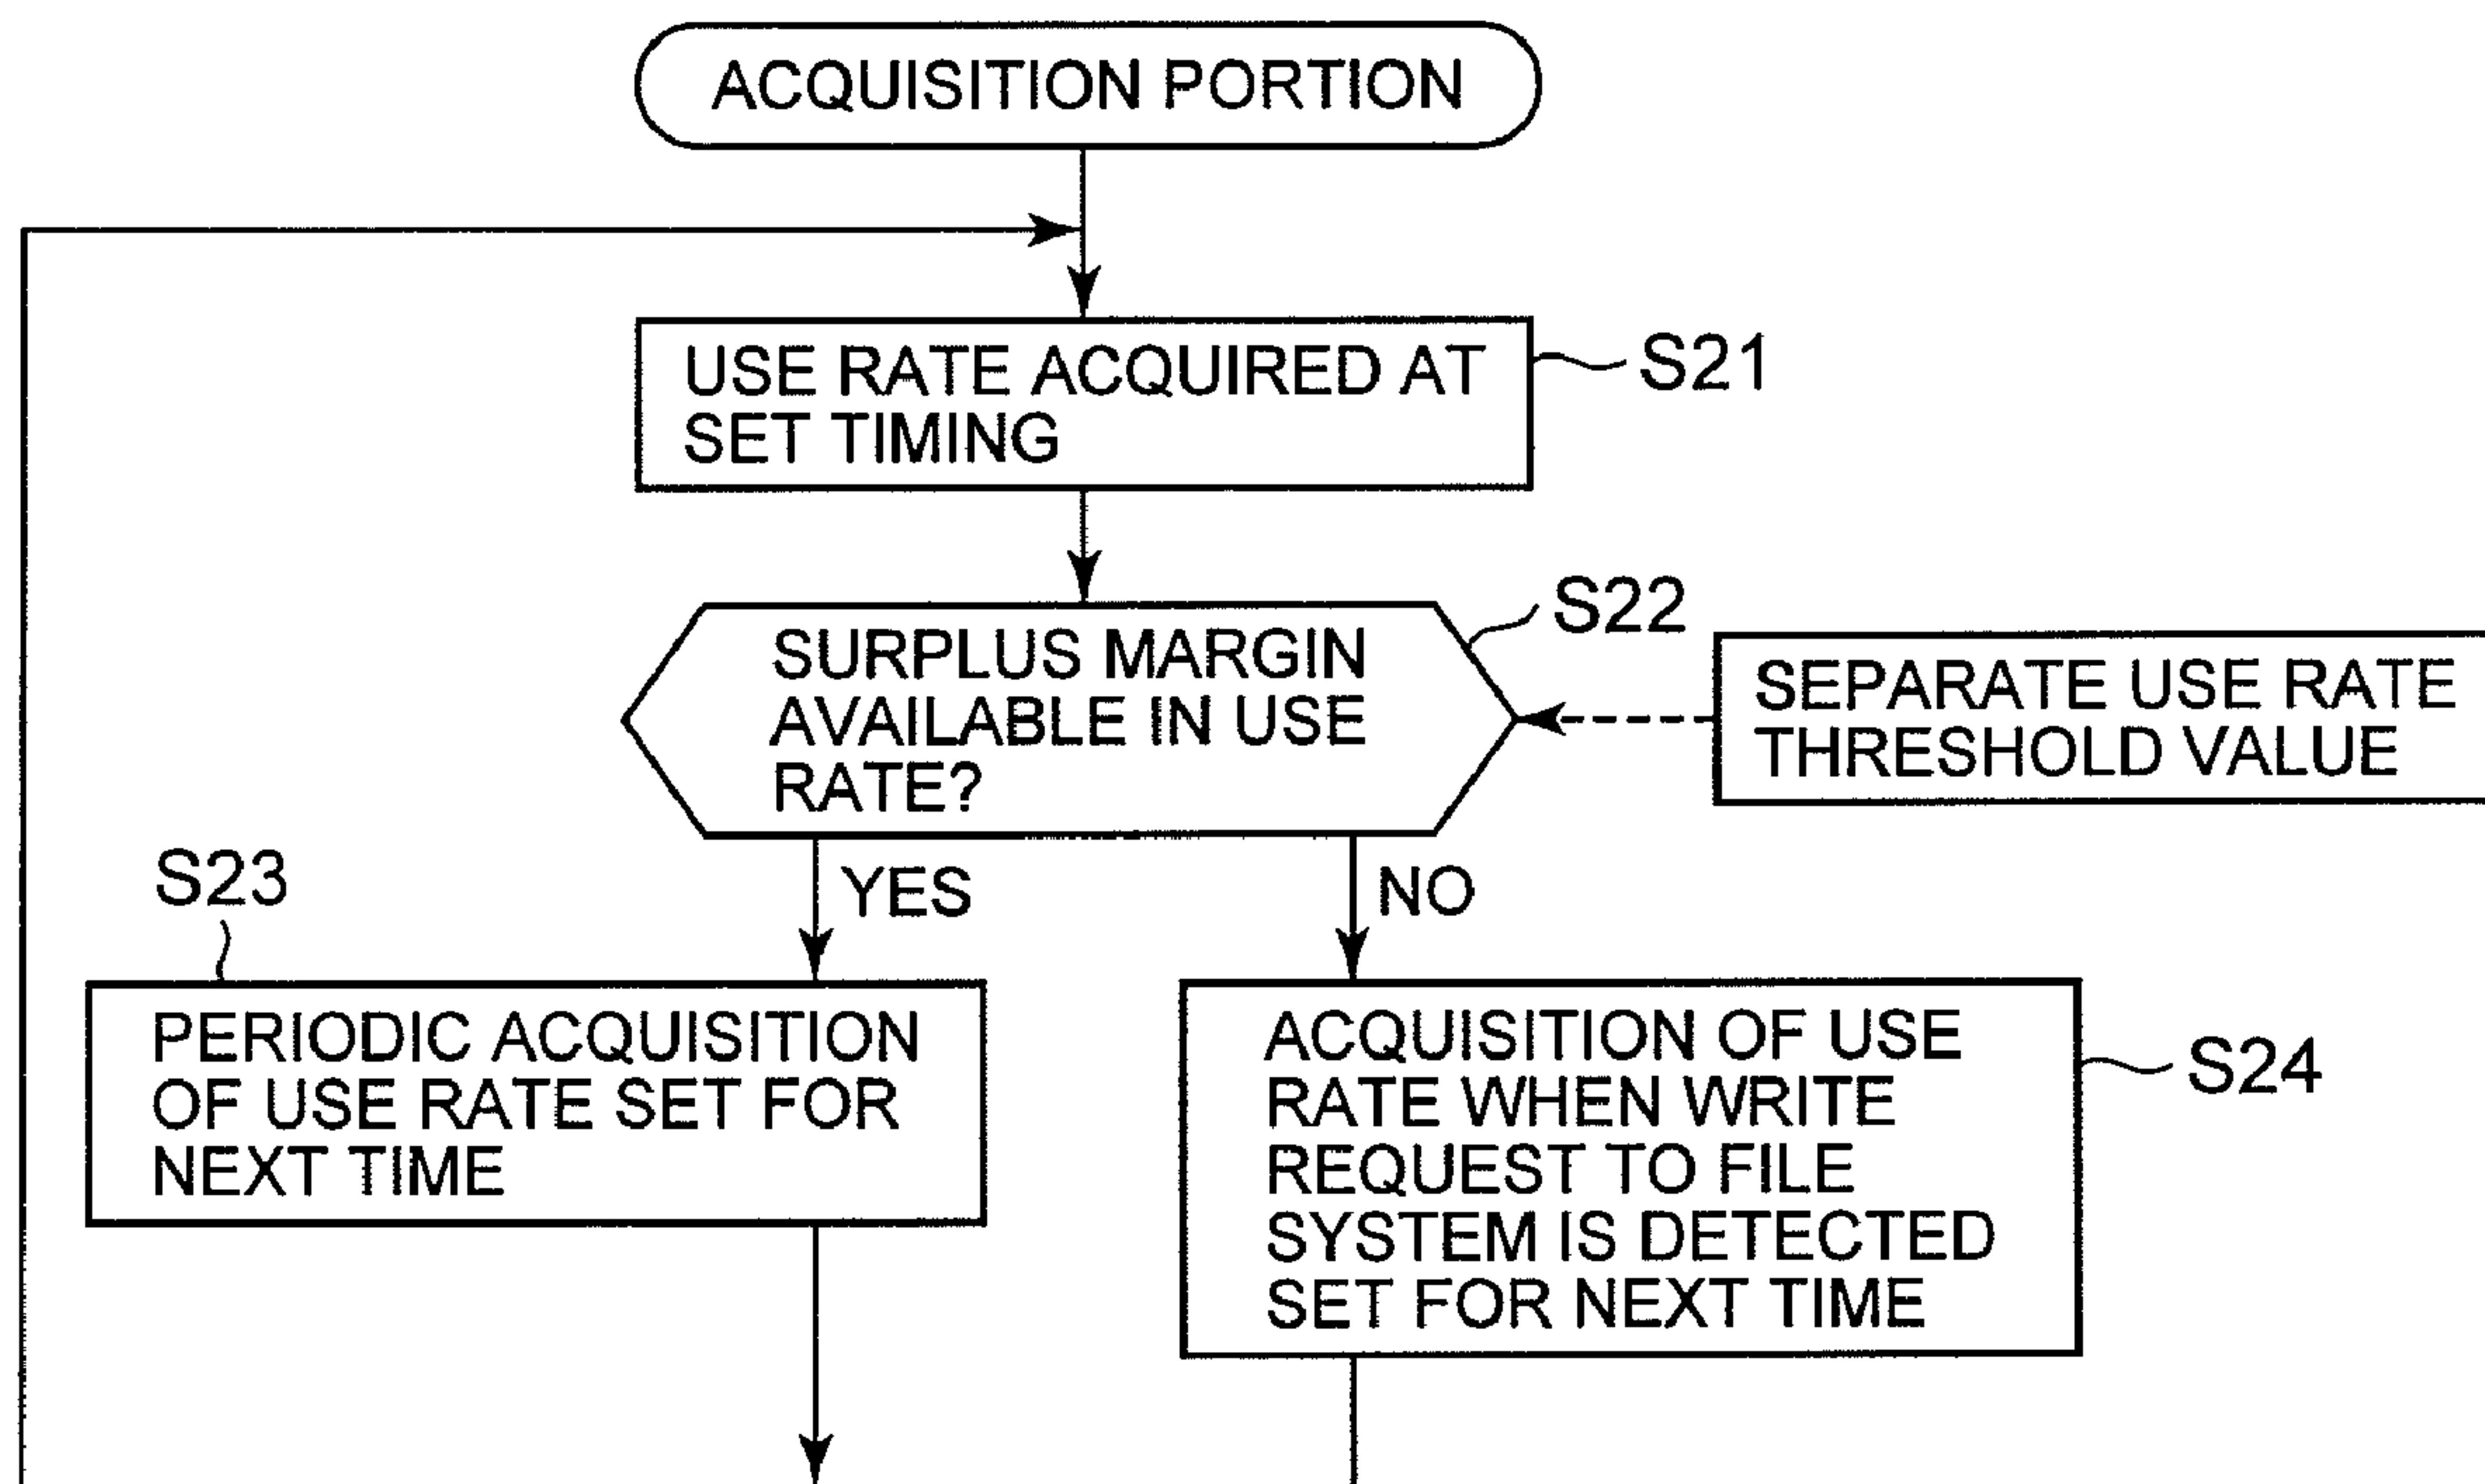 ACQUISITION PORTION
USE RATE ACQUIRED AT
SET TIMING
S21
SURPLUS MARGIN
AVAILABLE IN USE
RATE?
S22
SEPARATE USE RATE
THRESHOLD VALUE
YES
NO
S23
PERIODIC ACQUISITION
OF USE RATE SET FOR
NEXT TIME
ACQUISITION OF USE
RATE WHEN WRITE
REQUEST TO FILE
SYSTEM IS DETECTED
SET FOR NEXT TIME
S24